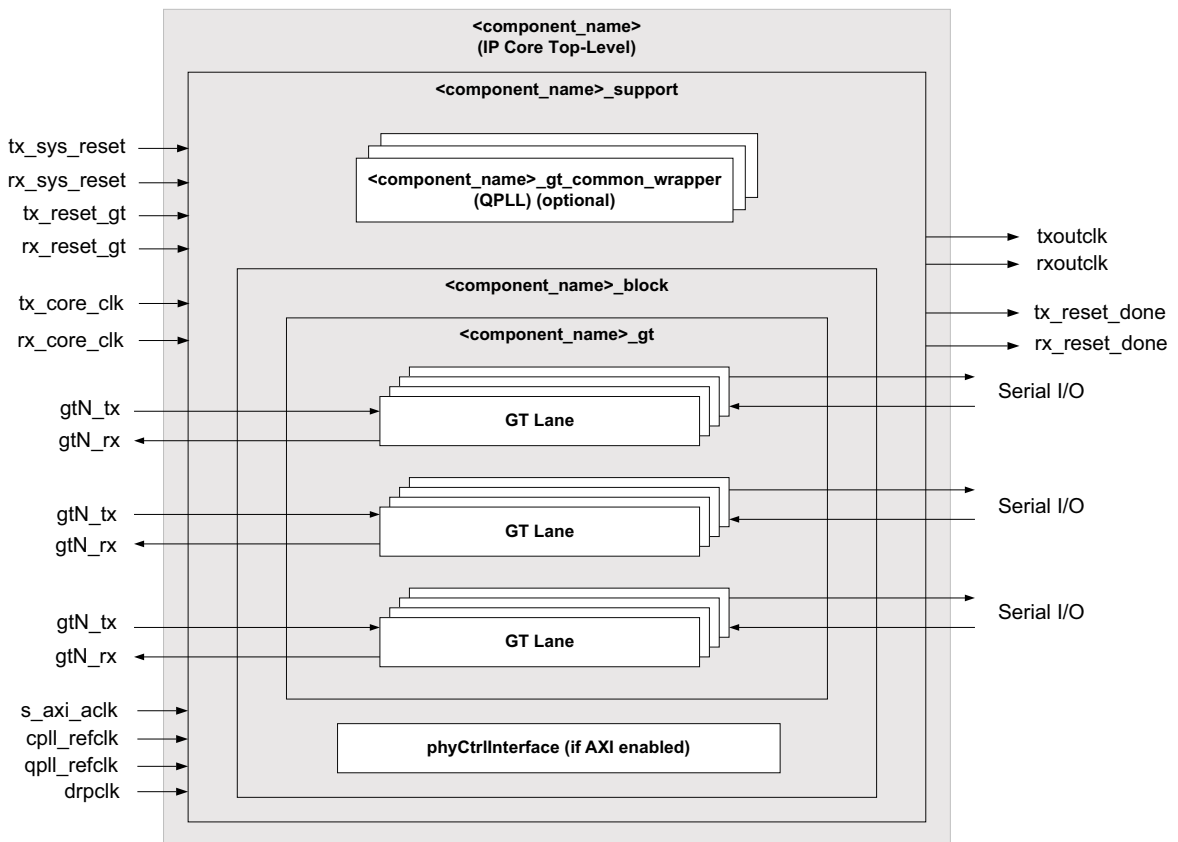 <component_name>
(IP Core Top-Level)
<component_name>_support
tx_sys_reset
rx_sys_reset
tx_reset_gt
rx_reset_gt
<component_name>_gt_common_wrapper
(QPLL) (optional)
txoutclk
rxoutclk
<component_name>_block
tx_core_clk
rx_core_clk
tx_reset_done
rx_reset_done
<component_name>_gt
gtN_tx
gtN_rx
GT Lane
Serial I/O
gtN_tx
gtN_rx
GT Lane
Serial I/O
gtN_tx
gtN_rx
GT Lane
Serial I/O
s_axi_aclk
cpll_refclk
qpll_refclk
drpclk
phyCtrlInterface (if AXI enabled)